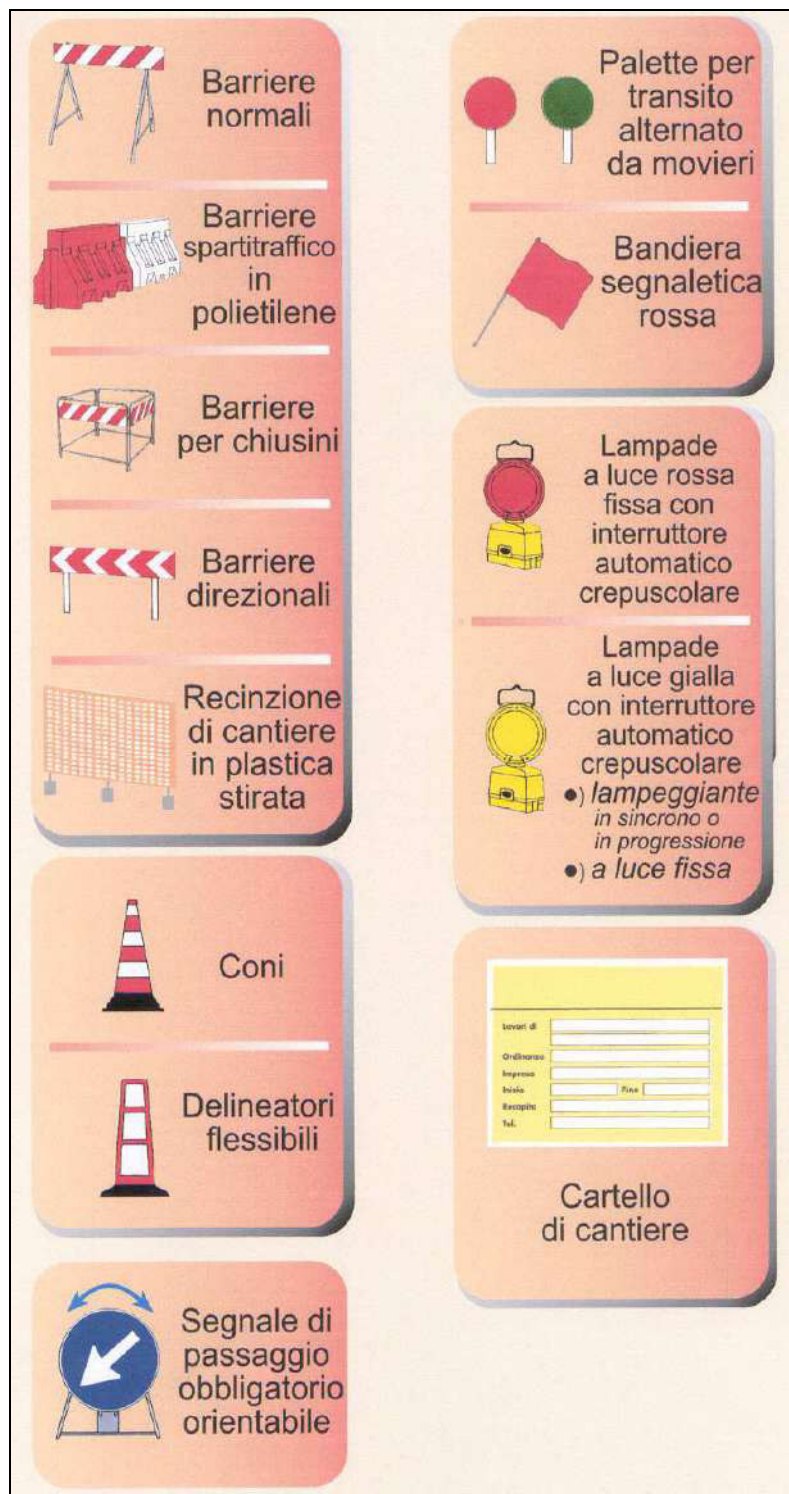 Barriere
normali
Barriere
spartitraffico
in
polietilene
Barriere
per chiusini
Barriere
direzionali
Recinzione
di cantiere
in plastica
stirata
Coni
Delineatori
flessibili
Segnale di
passaggio
obbligatorio
orientabile
Palette per
transito
alternato
da movieri
Bandiera
segnaletica
rossa
Lampade
a luce rossa
fissa con
interruttore
automatico
crepuscolare
Lampade
a luce gialla
con interruttore
automatico
crepuscolare
●) lampeggiante
in sincrono o
in progressione
●) a luce fissa
Lavori di
Ordinanza
Impresa
Inizio Fine
Recapito
Tel.
Cartello
di cantiere